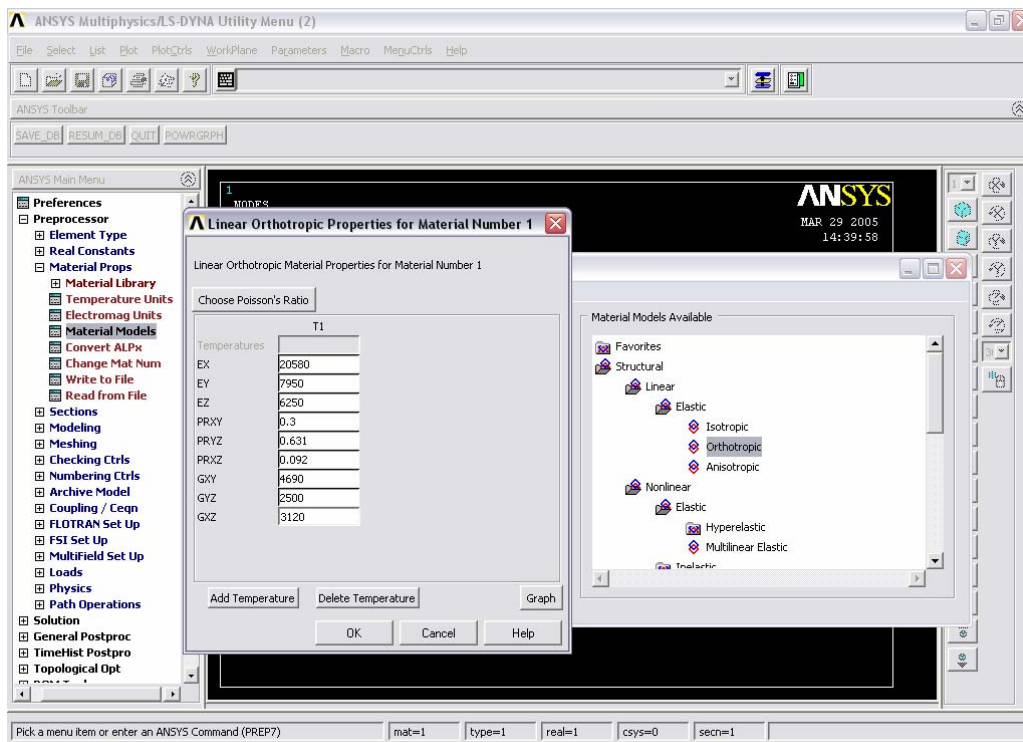 ANSYS Multiphysics/LS-DYNA Utility Menu (2)
File Select List Plot PlotCtrls WorkPlane Parameters Macro MenuCtrls Help
ANSYS Toolbar
SAVE_DB RESUM_DB QUIT POWRGRPH
ANSYS Main Menu
Preferences
Preprocessor
Element Type
Real Constants
Material Props
Material Library
Temperature Units
Electromag Units
Material Models
Convert ALPx
Change Mat Num
Write to File
Read from File
Sections
Modeling
Meshing
Checking Ctrls
Numbering Ctrls
Archive Model
Coupling / Ceqn
FLOTRAN Set Up
FSI Set Up
MultiField Set Up
Loads
Physics
Path Operations
Solution
General Postproc
TimeHist Postpro
Topological Opt
1
NODES
ANSYS
MAR 29 2005
14:39:58
Linear Orthotropic Properties for Material Number 1
Linear Orthotropic Material Properties for Material Number 1
Choose Poisson's Ratio
T1
Temperatures
EX 20580
EY 7950
EZ 6250
PRXY 0.3
PRYZ 0.631
PRXZ 0.092
GXY 4690
GYZ 2500
GXZ 3120
Add Temperature Delete Temperature Graph
OK Cancel Help
Material Models Available
Favorites
Structural
Linear
Elastic
Isotropic
Orthotropic
Anisotropic
Nonlinear
Elastic
Hyperelastic
Multilinear Elastic
Inelastic
1
Pick a menu item or enter an ANSYS Command (PREP7) mat=1 type=1 real=1 csys=0 secn=1